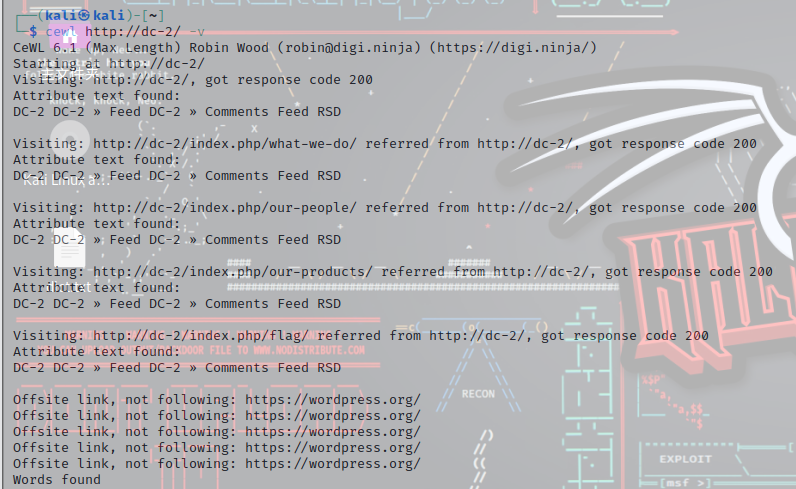 (kali㉿kali)-[~]
$ cewl http://dc-2/ -v
CeWL 6.1 (Max Length) Robin Wood (robin@digi.ninja) (https://digi.ninja/)
Starting at http://dc-2/
Visiting: http://dc-2/, got response code 200
Attribute text found:
DC-2 DC-2 » Feed DC-2 » Comments Feed RSD
Visiting: http://dc-2/index.php/what-we-do/ referred from http://dc-2/, got response code 200
Attribute text found:
DC-2 DC-2 » Feed DC-2 » Comments Feed RSD
Visiting: http://dc-2/index.php/our-people/ referred from http://dc-2/, got response code 200
Attribute text found:
DC-2 DC-2 » Feed DC-2 » Comments Feed RSD
Visiting: http://dc-2/index.php/our-products/ referred from http://dc-2/, got response code 200
Attribute text found:
DC-2 DC-2 » Feed DC-2 » Comments Feed RSD
Visiting: http://dc-2/index.php/flag/ referred from http://dc-2/, got response code 200
Attribute text found:
DC-2 DC-2 » Feed DC-2 » Comments Feed RSD
RECON
Offsite link, not following: https://wordpress.org/
Offsite link, not following: https://wordpress.org/
Offsite link, not following: https://wordpress.org/
Offsite link, not following: https://wordpress.org/
Offsite link, not following: https://wordpress.org/
EXPLOIT
Words found
[msf >]